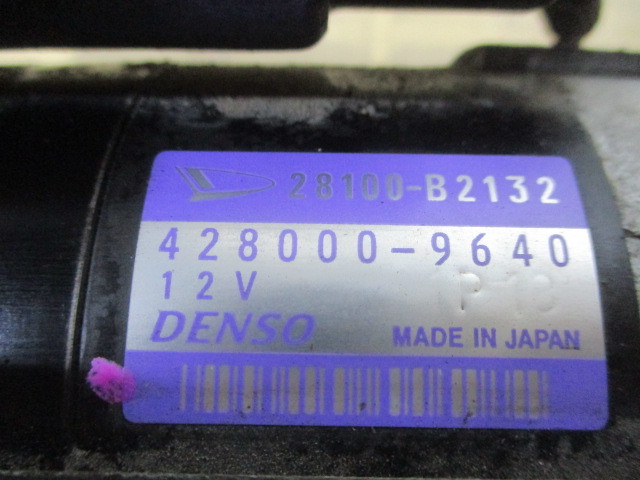 28100-B2132
428000-9640
12V
DENSO MADE IN JAPAN